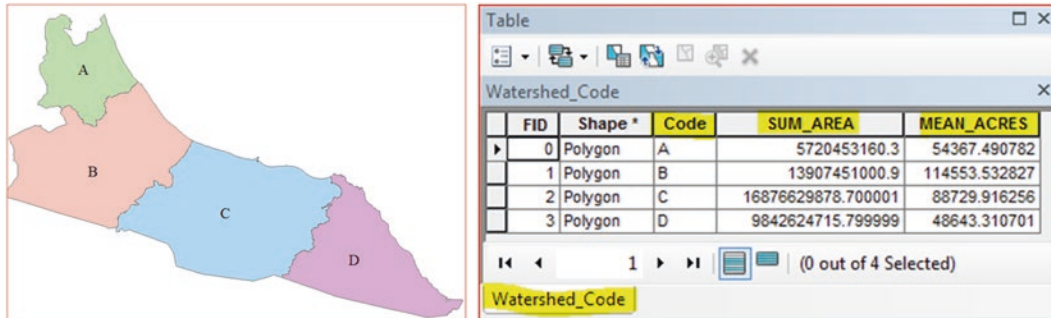 A
B
C
D
Table
Watershed_Code
FID Shape * Code SUM_AREA MEAN_ACRES
0 Polygon A 5720453160.3 54367.490782
1 Polygon B 13907451000.9 114553.532827
2 Polygon C 16876629878.700001 88729.916256
3 Polygon D 9842624715.799999 48643.310701
1 (0 out of 4 Selected)
Watershed_Code